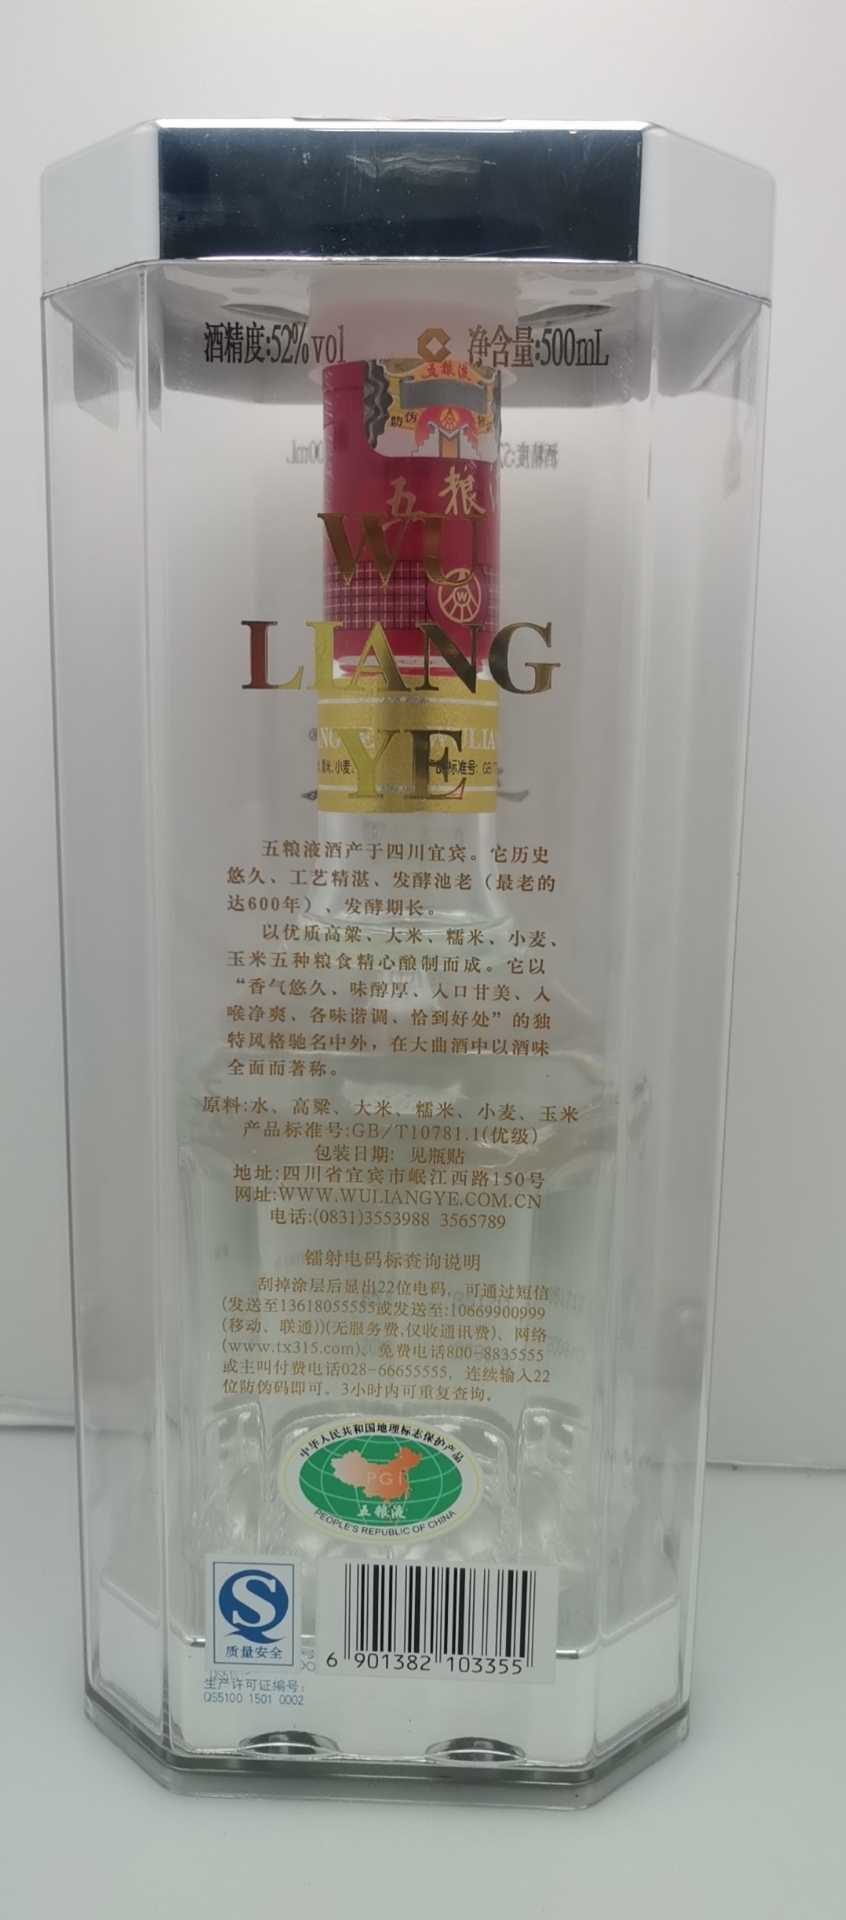 酒精度:52%vol 净含量:500mL
五粮液
防伪
五粮
WU
LIANG
YE
糯米、小麦、
标准号: GB/T
五粮液酒产于四川宜宾。它历史
悠久、工艺精湛、发酵池老（最老的
达600年）、发酵期长。
以优质高粱、大米、糯米、小麦、
玉米五种粮食精心酿制而成。它以
“香气悠久、味醇厚、入口甘美、入
喉净爽、各味谐调、恰到好处”的独
特风格驰名中外，在大曲酒中以酒味
全面而著称。
原料:水、高粱、大米、糯米、小麦、玉米
产品标准号:GB/T10781.1(优级)
包装日期: 见瓶贴
地址:四川省宜宾市岷江西路150号
网址:WWW.WULIANGYE.COM.CN
电话:(0831)3553988 3565789
镭射电码标查询说明
刮掉涂层后显出22位电码，可通过短信
(发送至13618055555或发送至:10669900999
(移动、联通))(无服务费,仅收通讯费)、网络
(www.tx315.com)、免费电话800-8835555
或主叫付费电话028-66655555，连续输入22
位防伪码即可。3小时内可重复查询。
中华人民共和国地理标志保护产品
PGI
五粮液
PEOPLE'S REPUBLIC OF CHINA
质量安全
生产许可证编号:
QS5100 1501 0002
6 901382 103355